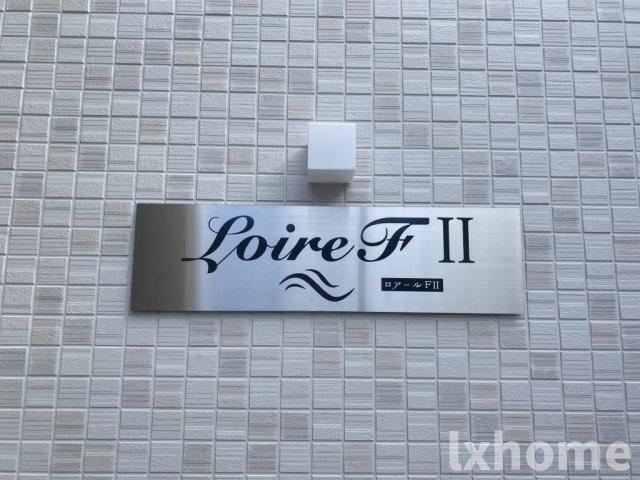 Loire F II
ロアールFII
lxhome